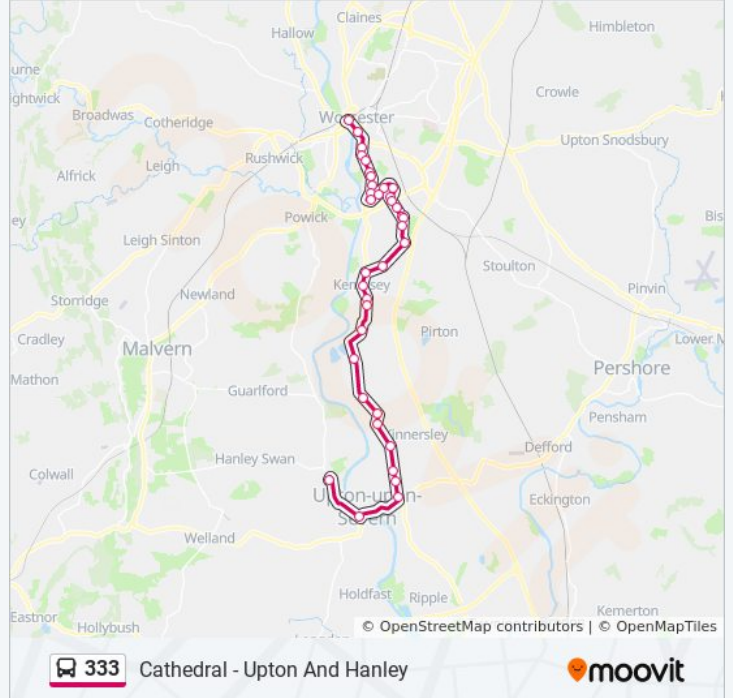 Claines
Himbleton
Hallow
urne
ightwick
Crowle
Broadwas
Cotheridge
Worcester
Upton Snodsbury
Rushwick
Leigh
Alfrick
Powick
Bis
ey
Leigh Sinton
Stoulton
Kempsey
Pinvin
Newland
Storridge
Pirton
Cradley
Lower M
Malvern
Pershore
Mathon
Guarlford
Pensham
Kinnersley
Defford
Hanley Swan
Colwall
Upton-upon-
Severn
Eckington
Welland
Holdfast
Ripple
Kemerton
Eastnor
Hollybush
© OpenStreetMap contributors | © OpenMapTiles
333 Cathedral - Upton And Hanley
moovit